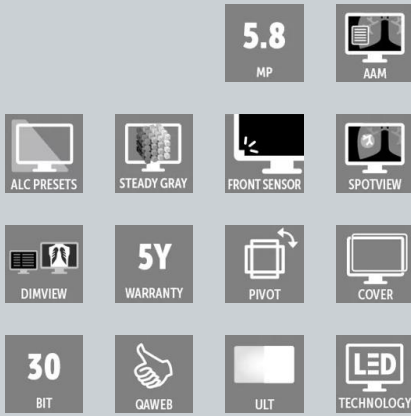 5.8
MP
AAM
ALC PRESETS
STEADY GRAY
FRONT SENSOR
SPOTVIEW
DIMVIEW
5Y
WARRANTY
PIVOT
COVER
30
BIT
QAWEB
ULT
LED
TECHNOLOGY